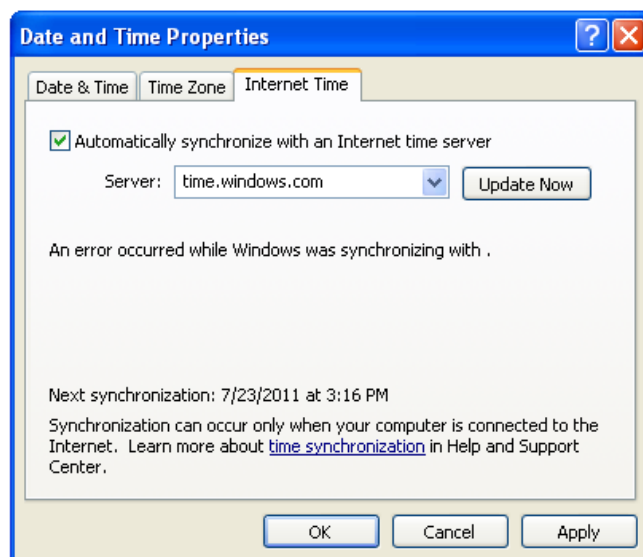 Date and Time Properties
Date & Time Time Zone Internet Time
Automatically synchronize with an Internet time server
Server: time.windows.com Update Now
An error occurred while Windows was synchronizing with .
Next synchronization: 7/23/2011 at 3:16 PM
Synchronization can occur only when your computer is connected to the
Internet. Learn more about time synchronization in Help and Support
Center.
OK Cancel Apply